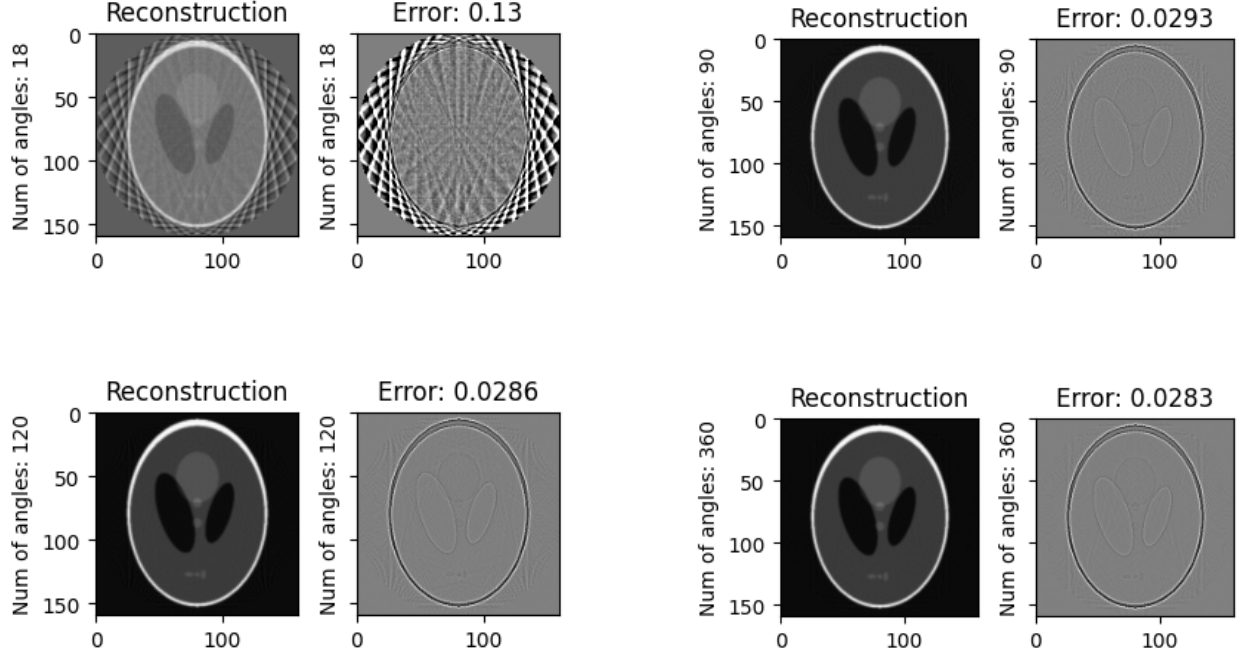 Reconstruction
Error: 0.13
Num of angles: 18
0
50
100
150
0
100
Num of angles: 18
0
100
Reconstruction
Error: 0.0293
Num of angles: 90
0
50
100
150
0
100
Num of angles: 90
0
100
Reconstruction
Error: 0.0286
Num of angles: 120
0
50
100
150
0
100
Num of angles: 120
0
100
Reconstruction
Error: 0.0283
Num of angles: 360
0
50
100
150
0
100
Num of angles: 360
0
100